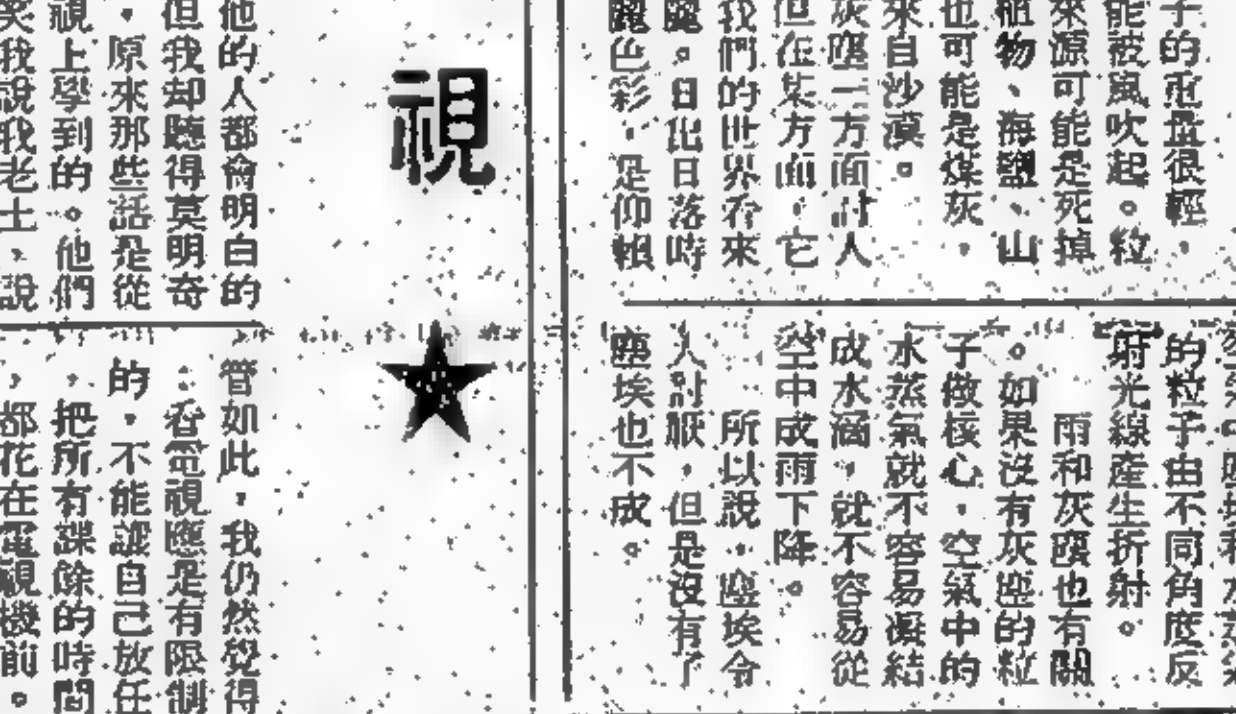 子的重量很輕，
能被風吹起。粒
來源可能是死掉
植物、海鹽、山
也可能是煤灰，
來自沙漠。
灰塵一方面討人
但在某方面，它
我們的世界看來
麗。日出日落時
麗色彩，是仰賴
的粒子由不同角度反
射光線產生折射。
雨和灰塵也有關
。如果沒有灰塵的粒
子做核心，空氣中的
水蒸氣就不容易凝結
成水滴，就不容易從
空中成雨下降。
所以說，塵埃令
人討厭，但是沒有了
塵埃也不成。
視
★
他的人都會明白的
但我却聽得莫明奇
，原來那些話是從
視上學到的。他們
笑我說我老土、說
管如此，我仍然覺得
：看電視應是有限制
的，不能讓自己放任
，把所有課餘的時間
，都花在電視機前。